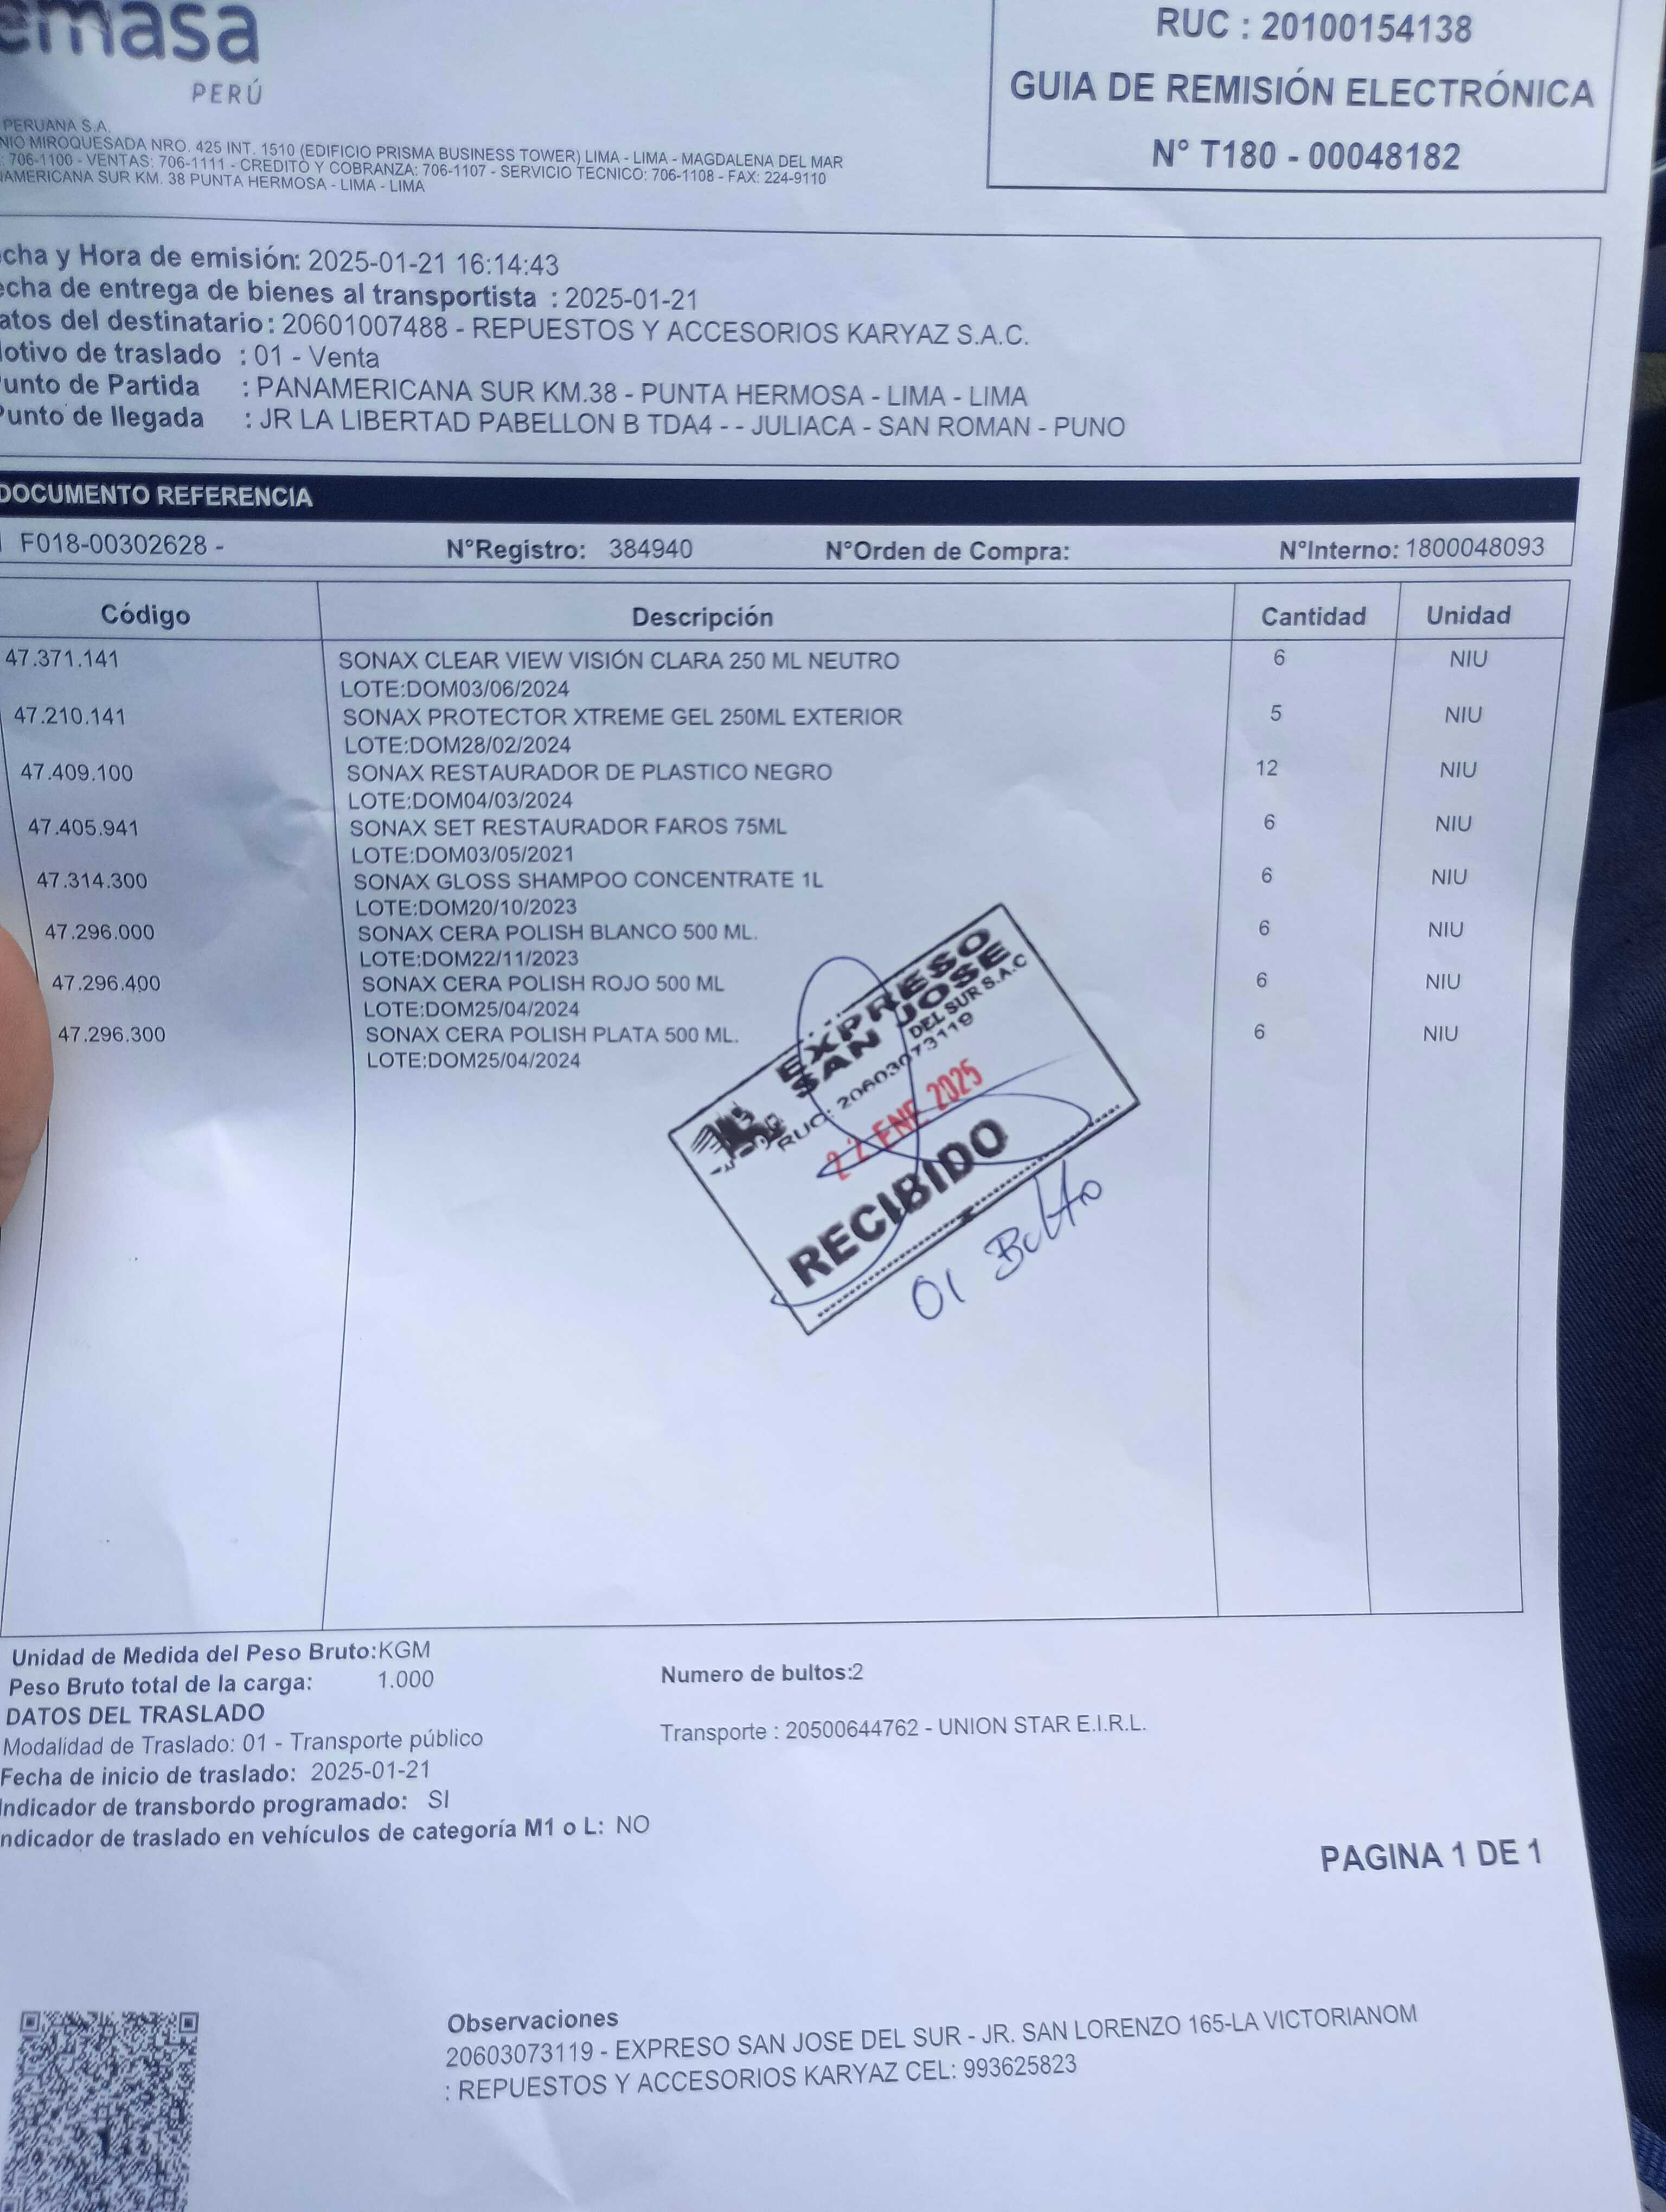 emasa
PERÚ
PERUANA S.A.
NIO MIROQUESADA NRO. 425 INT. 1510 (EDIFICIO PRISMA BUSINESS TOWER) LIMA - LIMA - MAGDALENA DEL MAR
: 706-1100 - VENTAS: 706-1111 - CREDITO Y COBRANZA: 706-1107 - SERVICIO TECNICO: 706-1108 - FAX: 224-9110
NAMERICANA SUR KM. 38 PUNTA HERMOSA - LIMA - LIMA
RUC : 20100154138
GUIA DE REMISIÓN ELECTRÓNICA
N° T180 - 00048182
cha y Hora de emisión: 2025-01-21 16:14:43
echa de entrega de bienes al transportista : 2025-01-21
atos del destinatario: 20601007488 - REPUESTOS Y ACCESORIOS KARYAZ S.A.C.
otivo de traslado : 01 - Venta
unto de Partida : PANAMERICANA SUR KM.38 - PUNTA HERMOSA - LIMA - LIMA
Punto de llegada : JR LA LIBERTAD PABELLON B TDA4 - - JULIACA - SAN ROMAN - PUNO
DOCUMENTO REFERENCIA
F018-00302628 - N°Registro: 384940 N°Orden de Compra: N°Interno: 1800048093
Código Descripción Cantidad Unidad
47.371.141 SONAX CLEAR VIEW VISIÓN CLARA 250 ML NEUTRO 6 NIU
LOTE:DOM03/06/2024
47.210.141 SONAX PROTECTOR XTREME GEL 250ML EXTERIOR 5 NIU
LOTE:DOM28/02/2024
47.409.100 SONAX RESTAURADOR DE PLASTICO NEGRO 12 NIU
LOTE:DOM04/03/2024
47.405.941 SONAX SET RESTAURADOR FAROS 75ML 6 NIU
LOTE:DOM03/05/2021
47.314.300 SONAX GLOSS SHAMPOO CONCENTRATE 1L 6 NIU
LOTE:DOM20/10/2023
47.296.000 SONAX CERA POLISH BLANCO 500 ML. 6 NIU
LOTE:DOM22/11/2023
47.296.400 SONAX CERA POLISH ROJO 500 ML 6 NIU
LOTE:DOM25/04/2024
47.296.300 SONAX CERA POLISH PLATA 500 ML. 6 NIU
LOTE:DOM25/04/2024
EXPRESO
SAN JOSE
DEL SUR S.A.C
RUC: 20603073119
22 ENE 2025
RECIBIDO
01 Bulto
Unidad de Medida del Peso Bruto:KGM
Peso Bruto total de la carga: 1.000 Numero de bultos:2
DATOS DEL TRASLADO
Modalidad de Traslado: 01 - Transporte público Transporte : 20500644762 - UNION STAR E.I.R.L.
Fecha de inicio de traslado: 2025-01-21
Indicador de transbordo programado: SI
ndicador de traslado en vehículos de categoría M1 o L: NO
PAGINA 1 DE 1
Observaciones
20603073119 - EXPRESO SAN JOSE DEL SUR - JR. SAN LORENZO 165-LA VICTORIANOM
: REPUESTOS Y ACCESORIOS KARYAZ CEL: 993625823